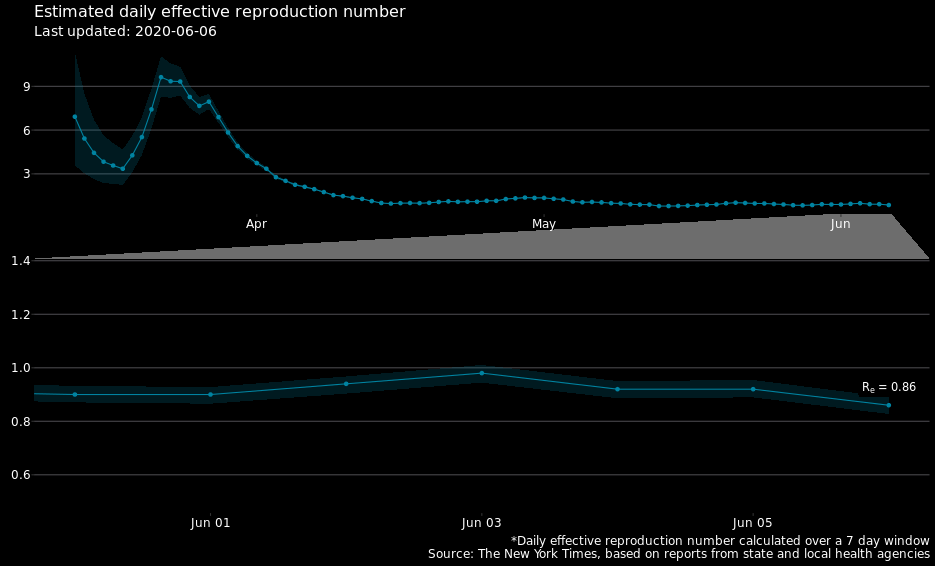 Estimated daily effective reproduction number
Last updated: 2020-06-06
9
6
3
Apr May Jun
1.4
1.2
1.0
Re = 0.86
0.8
0.6
Jun 01 Jun 03 Jun 05
*Daily effective reproduction number calculated over a 7 day window
Source: The New York Times, based on reports from state and local health agencies